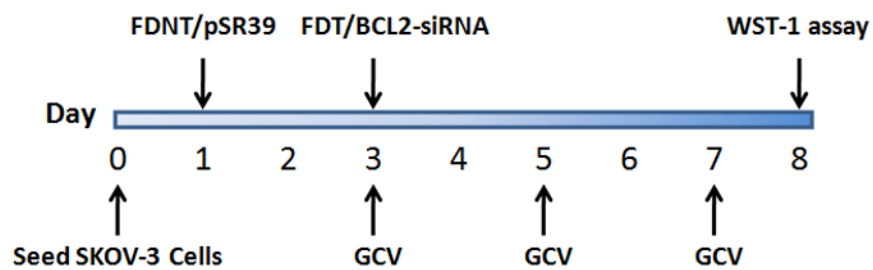 FDNT/pSR39 FDT/BCL2-siRNA WST-1 assay
Day
0 1 2 3 4 5 6 7 8
Seed SKOV-3 Cells GCV GCV GCV